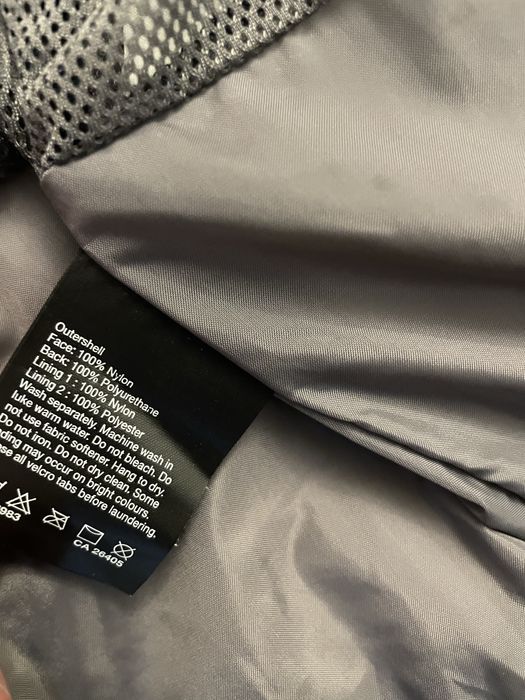 Outershell
Face: 100% Nylon
Back: 100% Polyurethane
Lining 1 : 100% Nylon
Lining 2 : 100% Polyester
Wash separately. Machine wash in
luke warm water. Do not bleach. Do
not use fabric softener. Hang to dry.
Do not iron. Do not dry clean. Some
may occur on bright colours.
all velcro tabs before laundering.
983
CA 26405